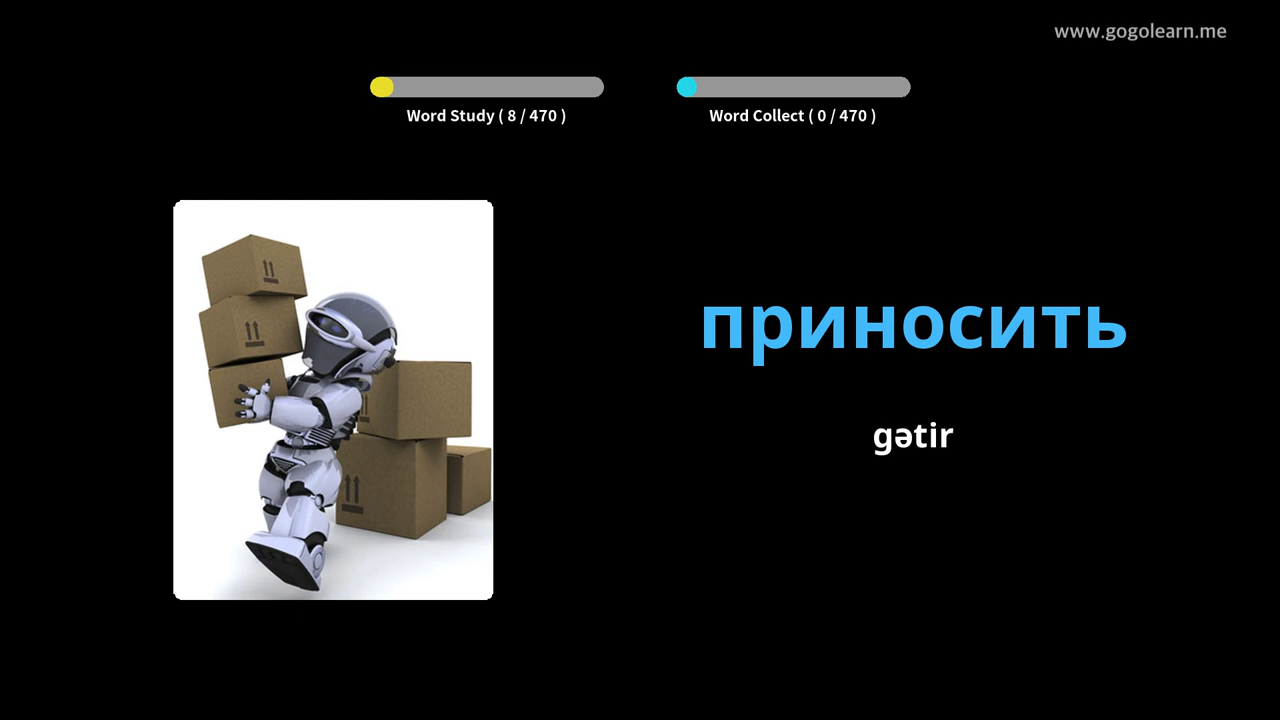 www.gogolearn.me
Word Study ( 8 / 470 )
Word Collect ( 0 / 470 )
приносить
gətir